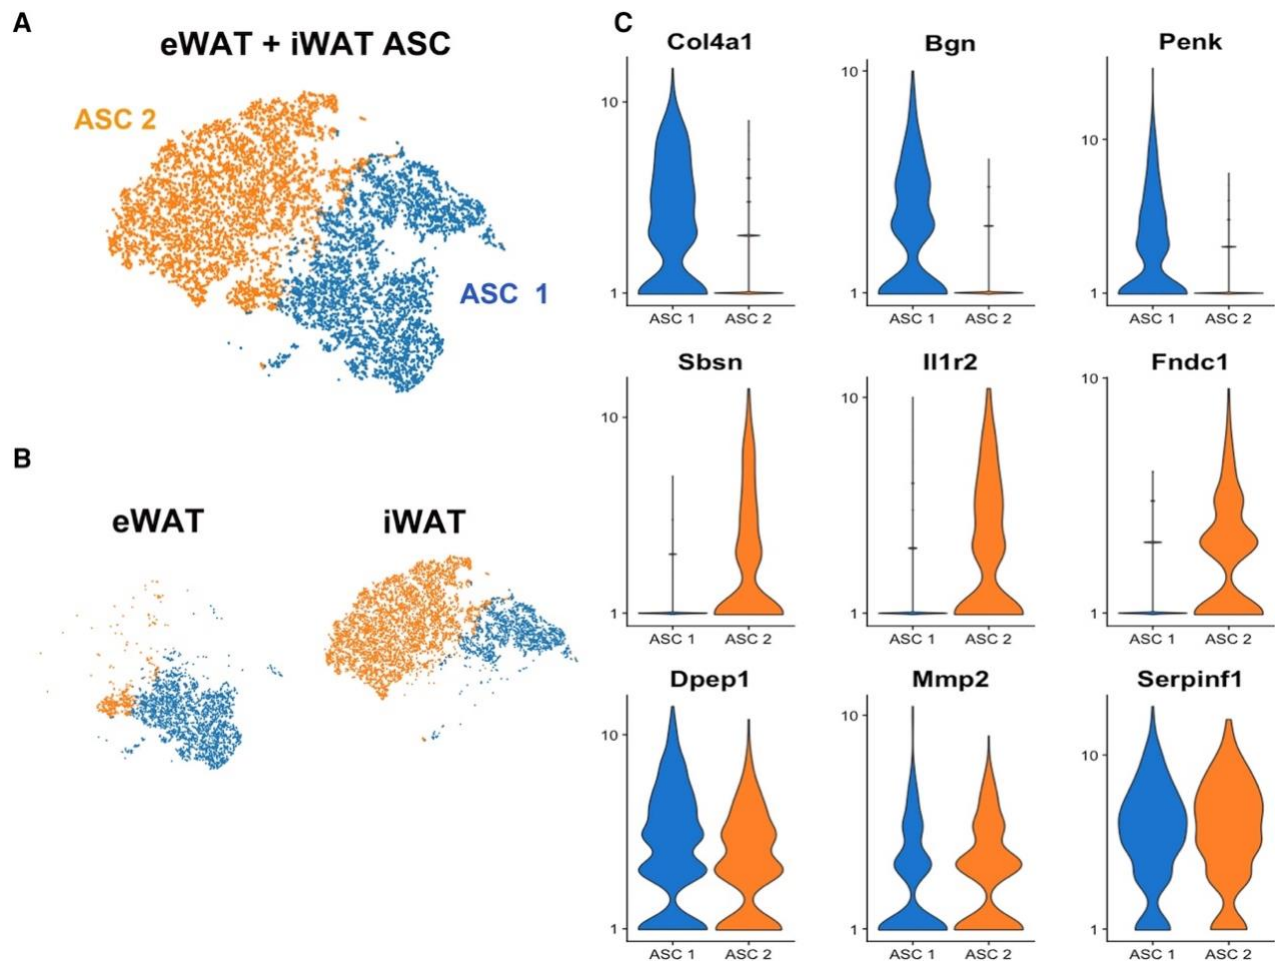 A
eWAT + iWAT ASC
ASC 2
ASC 1
B
eWAT
iWAT
C
Col4a1
10
1
ASC 1
ASC 2
Bgn
10
1
ASC 1
ASC 2
Penk
10
1
ASC 1
ASC 2
Sbsn
10
1
ASC 1
ASC 2
Il1r2
10
1
ASC 1
ASC 2
Fndc1
10
1
ASC 1
ASC 2
Dpep1
10
1
ASC 1
ASC 2
Mmp2
10
1
ASC 1
ASC 2
Serpinf1
10
1
ASC 1
ASC 2